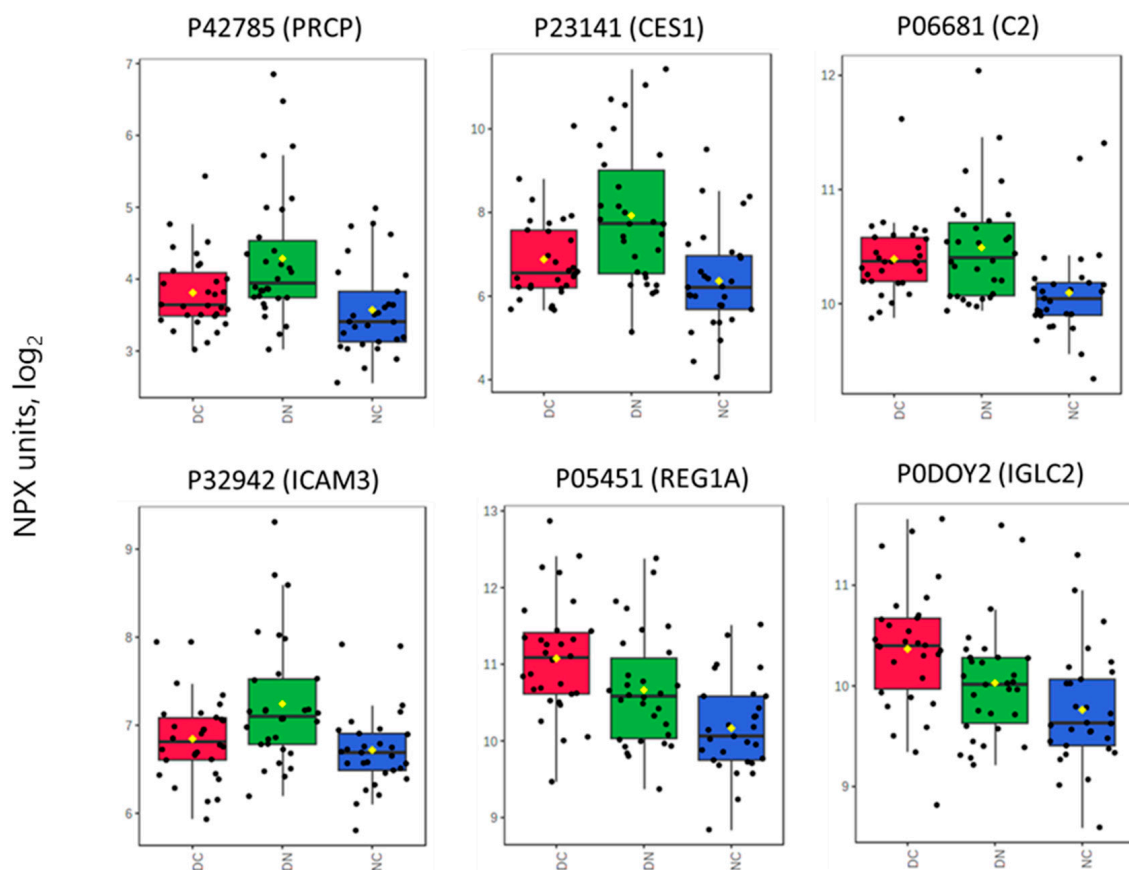 P42785 (PRCP) P23141 (CES1) P06681 (C2)
7
6
5
4
3
DC DN NC
10
8
6
4
DC DN NC
12
11
10
DC DN NC
NPX units, log2
P32942 (ICAM3) P05451 (REG1A) P0DOY2 (IGLC2)
9
8
7
6
DC DN NC
13
12
11
10
9
DC DN NC
11
10
9
DC DN NC